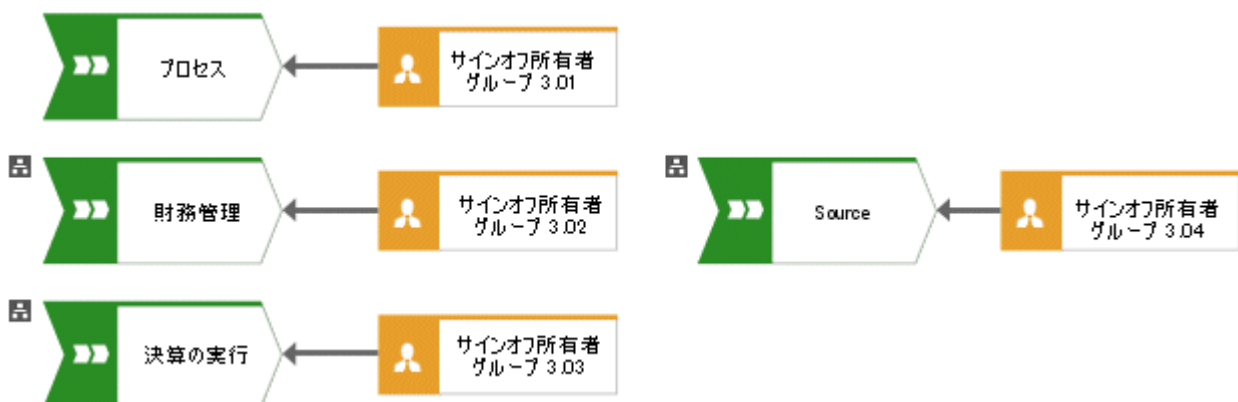 プロセス
サインオフ所有者
グループ 3.01
財務管理
サインオフ所有者
グループ 3.02
Source
サインオフ所有者
グループ 3.04
決算の実行
サインオフ所有者
グループ 3.03